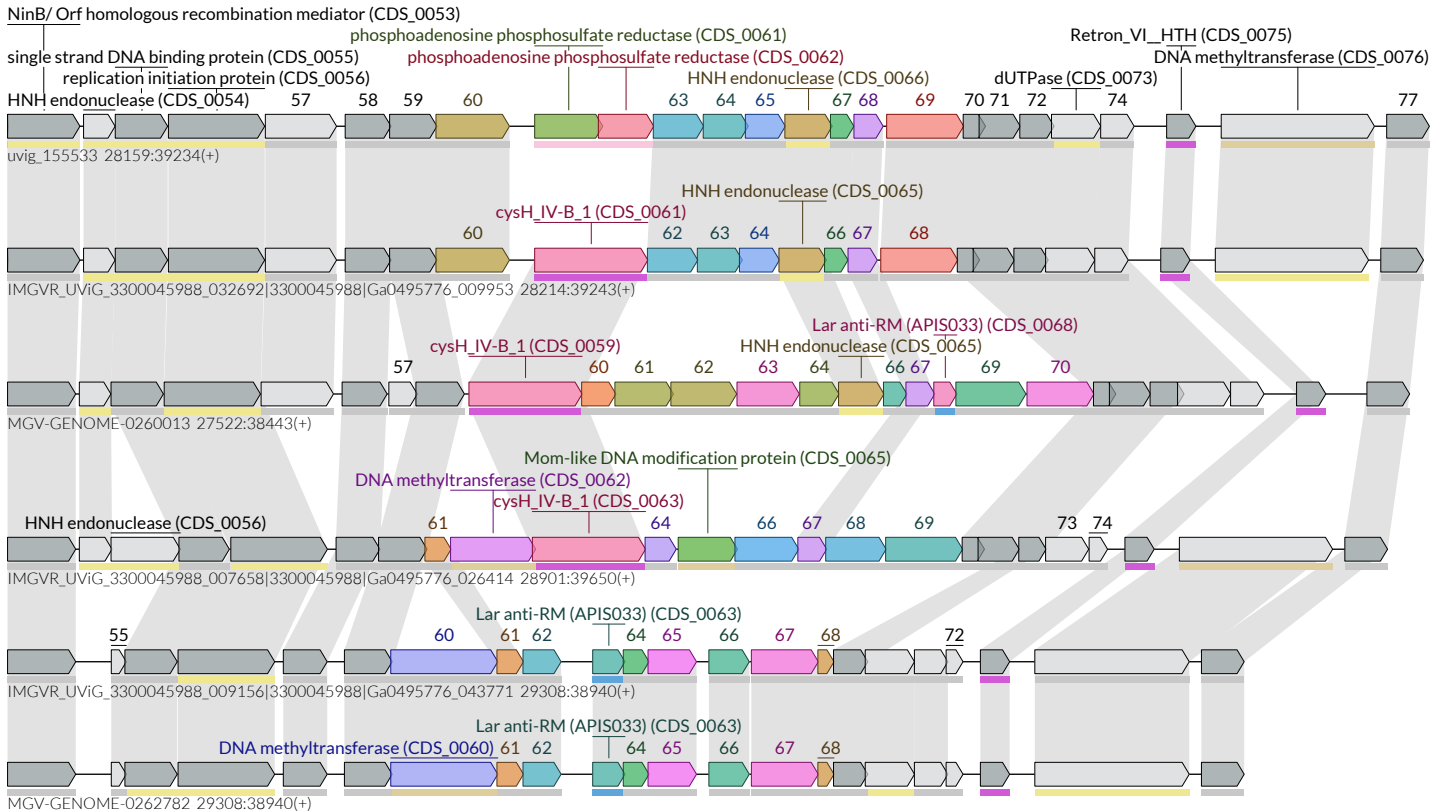 NinB/ Orf homologous recombination mediator (CDS_0053)
phosphoadenosine phosphosulfate reductase (CDS_0061)
Retron_VI__HTH (CDS_0075)
single strand DNA binding protein (CDS_0055)
phosphoadenosine phosphosulfate reductase (CDS_0062)
DNA methyltransferase (CDS_0076)
replication initiation protein (CDS_0056)
HNH endonuclease (CDS_0066)
dUTPase (CDS_0073)
HNH endonuclease (CDS_0054) 57 58 59 60 63 64 65 67 68 69 70 71 72 74 77
uvig_155533 28159:39234(+)
HNH endonuclease (CDS_0065)
cysH_IV-B_1 (CDS_0061)
60 62 63 64 66 67 68
IMGVR_UViG_3300045988_032692|3300045988|Ga0495776_009953 28214:39243(+)
Lar anti-RM (APIS033) (CDS_0068)
cysH_IV-B_1 (CDS_0059) HNH endonuclease (CDS_0065)
57 60 61 62 63 64 66 67 69 70
MGV-GENOME-0260013 27522:38443(+)
Mom-like DNA modification protein (CDS_0065)
DNA methyltransferase (CDS_0062)
cysH_IV-B_1 (CDS_0063)
HNH endonuclease (CDS_0056) 61 64 66 67 68 69 73 74
IMGVR_UViG_3300045988_007658|3300045988|Ga0495776_026414 28901:39650(+)
Lar anti-RM (APIS033) (CDS_0063)
55 60 61 62 64 65 66 67 68 72
IMGVR_UViG_3300045988_009156|3300045988|Ga0495776_043771 29308:38940(+)
Lar anti-RM (APIS033) (CDS_0063)
DNA methyltransferase (CDS_0060) 61 62 64 65 66 67 68
MGV-GENOME-0262782 29308:38940(+)